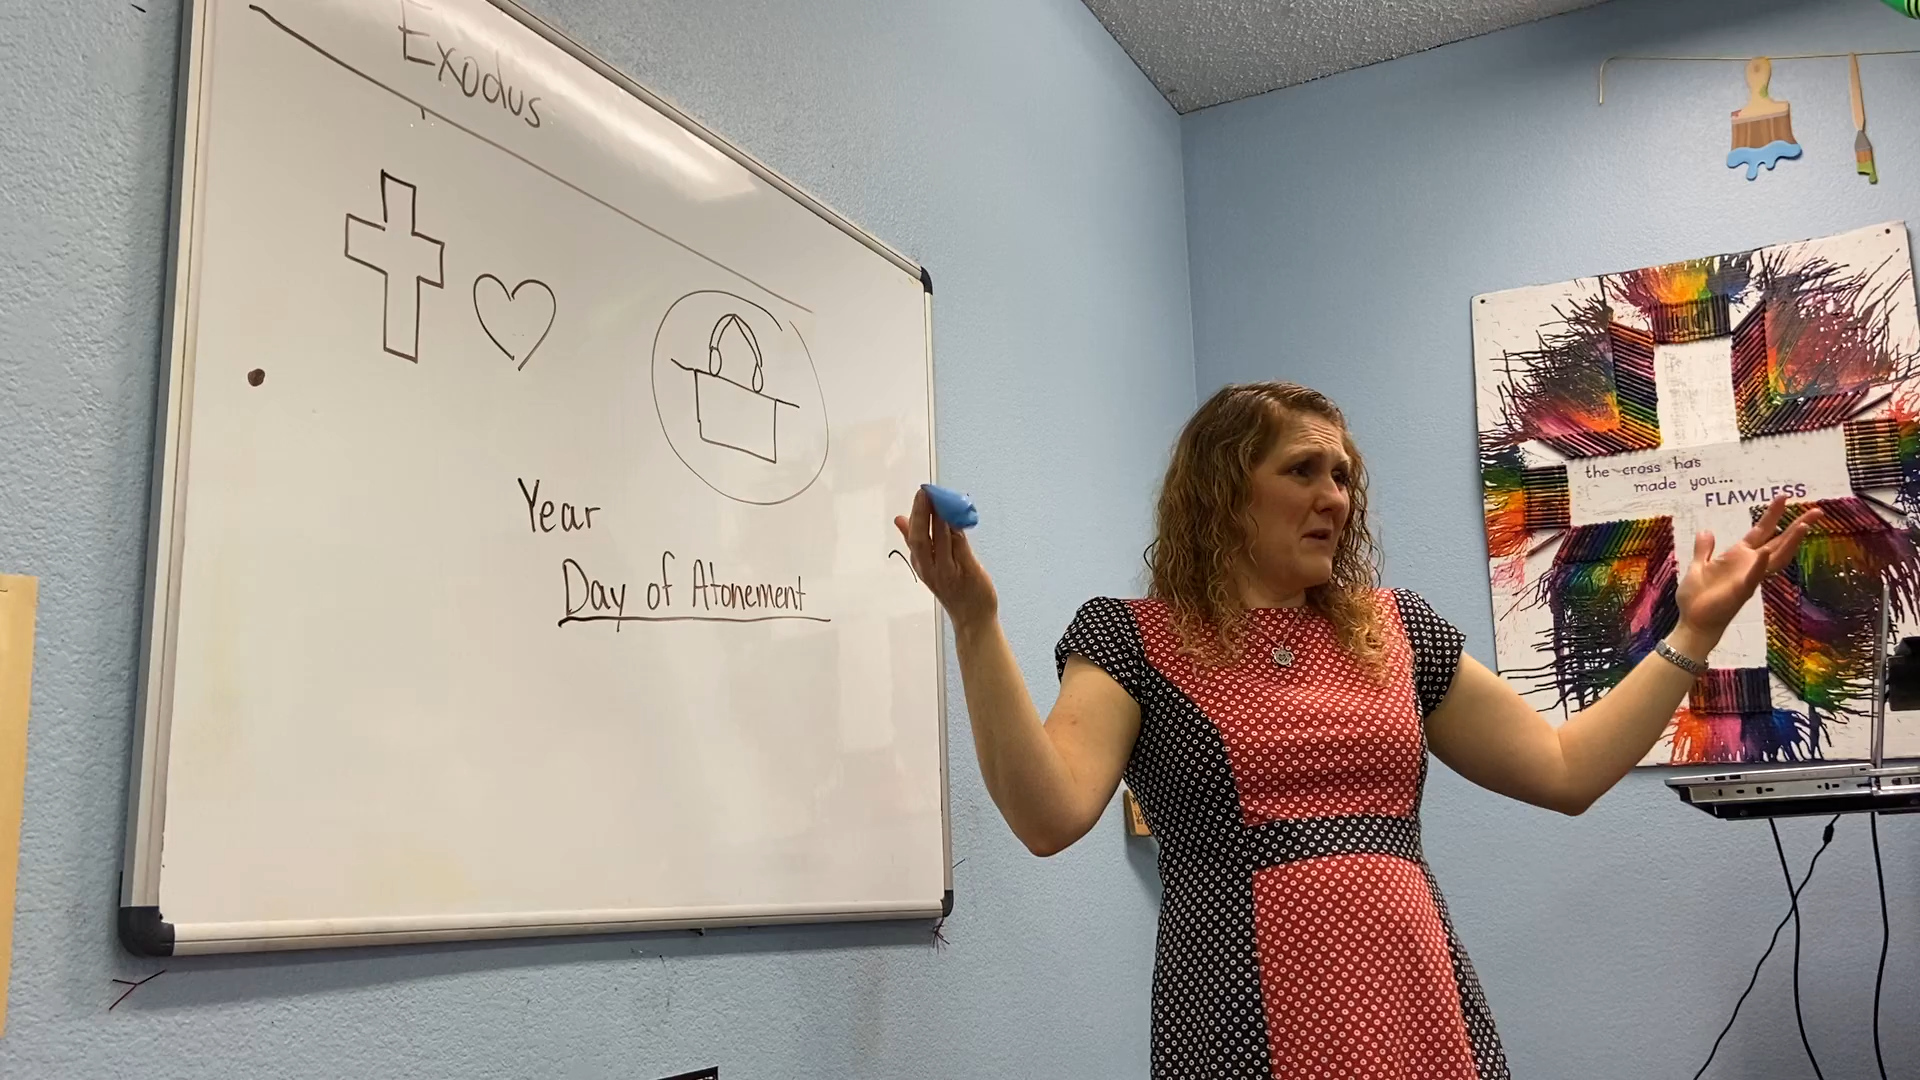 Exodus
Year
Day of Atonement
the cross has
made you...
FLAWLESS